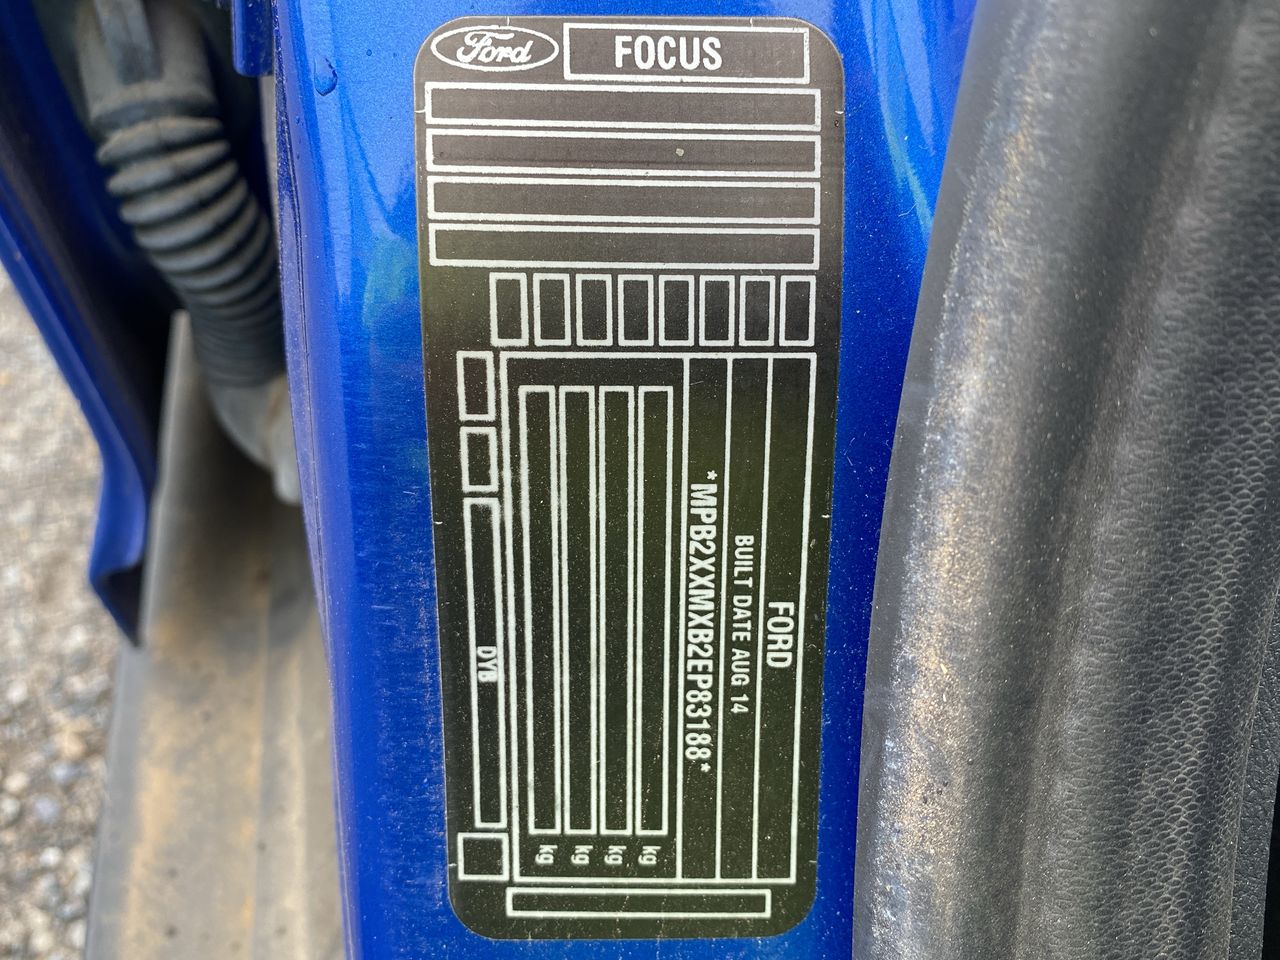 Ford
FOCUS
FORD
BUILT DATE AUG 14
*MPB2XXMXB2EP83188*
kg
kg
kg
kg
DYB